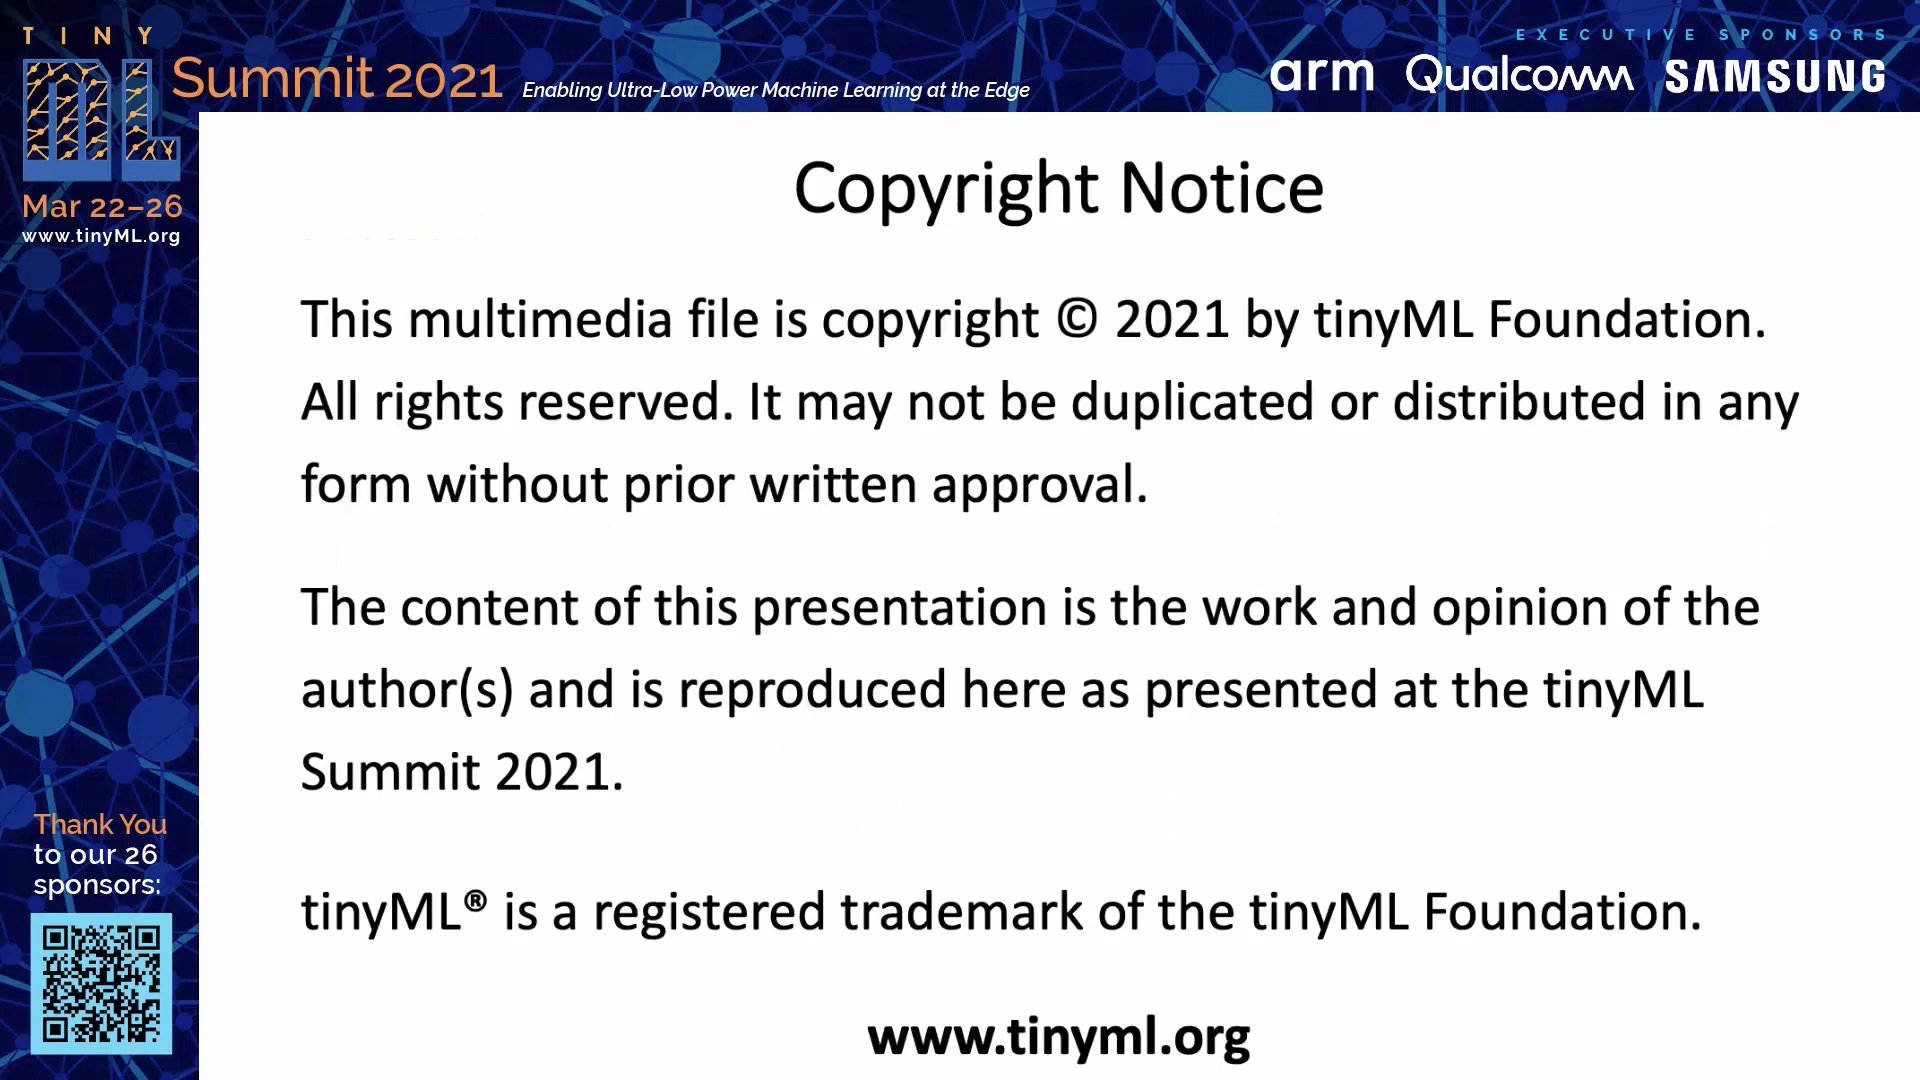 TINY
ML
Summit 2021
Enabling Ultra-Low Power Machine Learning at the Edge
EXECUTIVE SPONSORS
arm Qualcomm SAMSUNG
Mar 22–26
www.tinyML.org
Copyright Notice
This multimedia file is copyright © 2021 by tinyML Foundation.
All rights reserved. It may not be duplicated or distributed in any
form without prior written approval.
The content of this presentation is the work and opinion of the
author(s) and is reproduced here as presented at the tinyML
Summit 2021.
tinyML® is a registered trademark of the tinyML Foundation.
www.tinyml.org
Thank You
to our 26
sponsors: